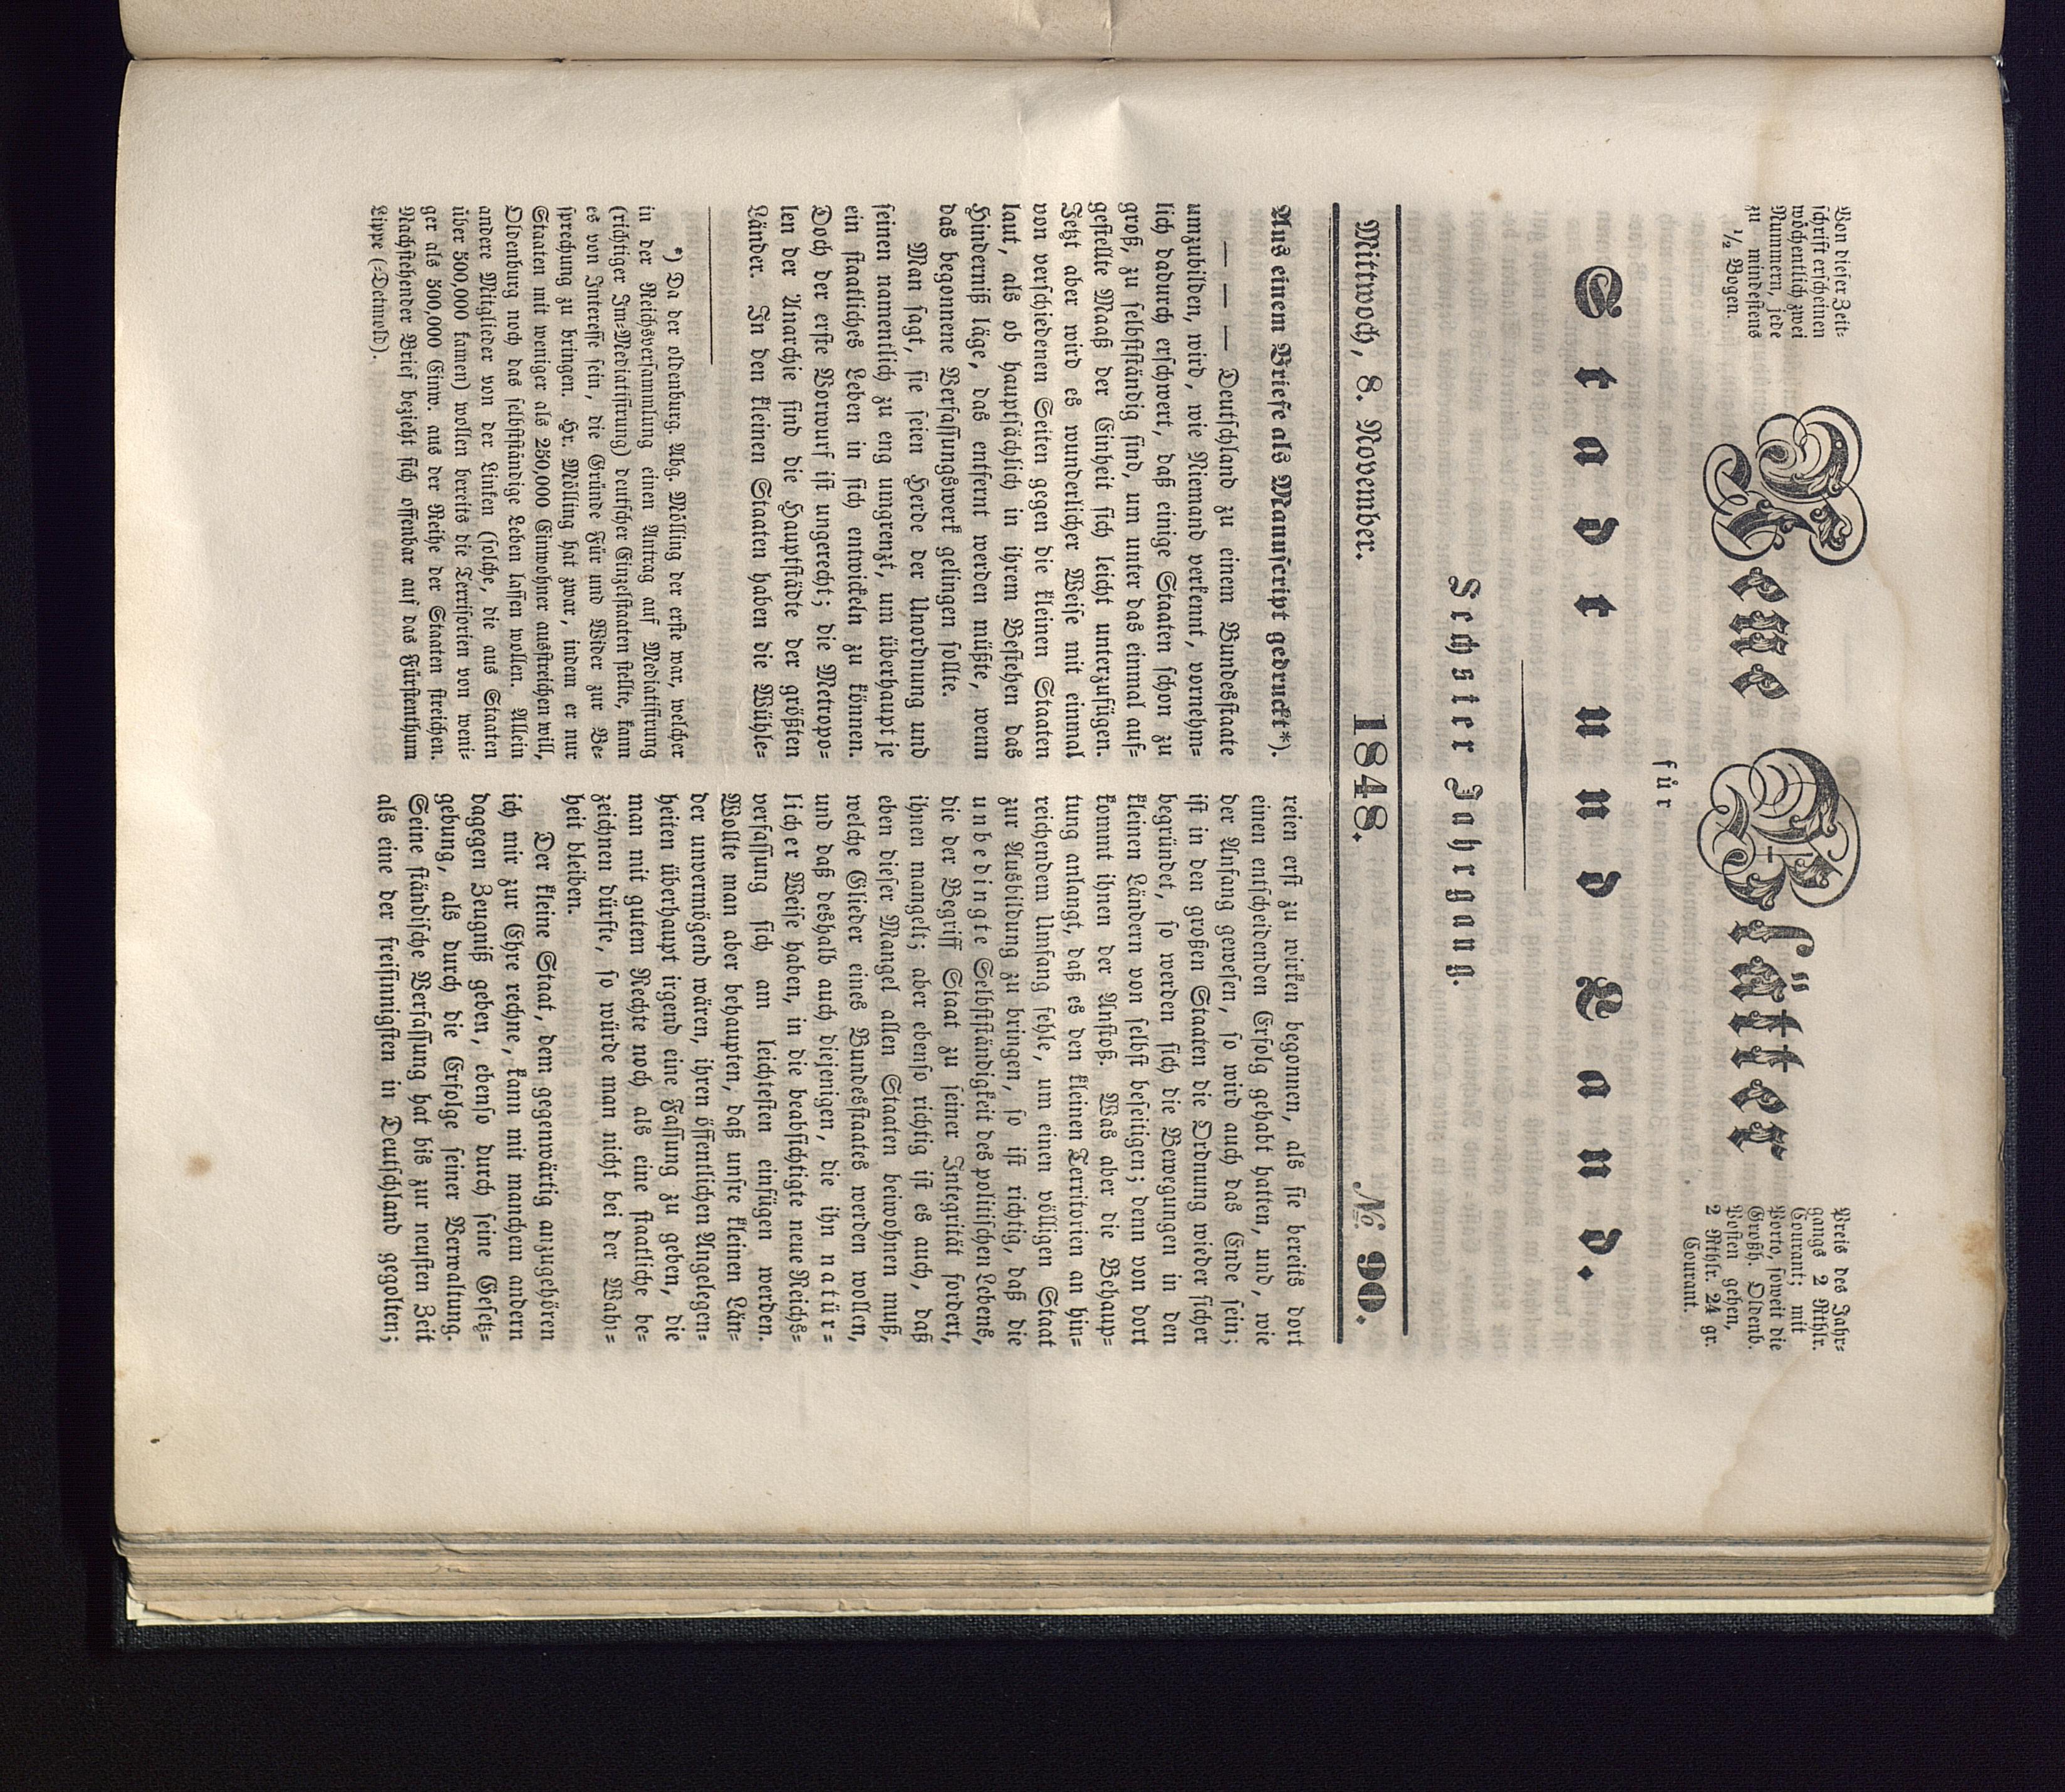 Von dieser Zeit-
schrift erscheinen
wöchentlich zwei
Nummern, jede
zu mindestens
½ Bogen.
Neue Blätter
Preis des Jahr-
gangs 2 Rthlr.
Courant; mit
Porto, soweit die
Großh. Oldenb.
Posten gehen,
2 Rthlr. 24 gr.
Courant.
für
Stadt und Land.
Sechster Jahrgang.
Mittwoch, 8. November. 1848. № 90.
Aus einem Briefe als Manuscript gedruckt*).
— — — Deutschland zu einem Bundesstaate
umzubilden, wird, wie Niemand verkennt, vornehm-
lich dadurch erschwert, daß einige Staaten schon zu
groß, zu selbstständig sind, um unter das einmal auf-
gestellte Maaß der Einheit sich leicht unterzufügen.
Jetzt aber wird es wunderlicher Weise mit einmal
von verschiedenen Seiten gegen die kleinen Staaten
laut, als ob hauptsächlich in ihrem Bestehen das
Hinderniß läge, das entfernt werden müßte, wenn
das begonnene Verfassungswerk gelingen sollte.
Man sagt, sie seien Herde der Unordnung und
seinen namentlich zu eng umgrenzt, um überhaupt je
ein staatliches Leben in sich entwickeln zu können.
Doch der erste Vorwurf ist ungerecht; die Metropo-
len der Anarchie sind die Hauptstädte der größten
Länder. In den kleinen Staaten haben die Wühle-
*) Da der oldenburg. Abg. Mölling der erste war, welcher
in der Reichsversammlung einen Antrag auf Mediatisirung
(richtiger Im-Mediatisirung) deutscher Einzelstaaten stellte, kann
es von Interesse sein, die Gründe Für und Wider zur Be-
sprechung zu bringen. Hr. Mölling hat zwar, indem er nur
Staaten mit weniger als 250,000 Einwohner ausstreichen will,
Oldenburg noch das selbstständige Leben lassen wollen. Allein
andere Mitglieder von der Linken (solche, die aus Staaten
über 500,000 kamen) wollen bereits die Territorien von weni-
ger als 500,000 Einw. aus der Reihe der Staaten streichen.
Nachstehender Brief bezieht sich offenbar auf das Fürstenthum
Lippe (=Detmold).
reien erst zu wirken begonnen, als sie bereits dort
einen entscheidenden Erfolg gehabt hatten, und, wie
der Anfang gewesen, so wird auch das Ende sein;
ist in den großen Staaten die Ordnung wieder sicher
begründet, so werden sich die Bewegungen in den
kleinen Ländern von selbst beseitigen; denn von dort
kommt ihnen der Anstoß. Was aber die Behaup-
tung anlangt, daß es den kleinen Territorien an hin-
reichendem Umfang fehle, um einen völligen Staat
zur Ausbildung zu bringen, so ist richtig, daß die
unbedingte Selbstständigkeit des politischen Lebens,
die der Begriff Staat zu seiner Integrität fordert,
ihnen mangelt; aber ebenso richtig ist es auch, daß
eben dieser Mangel allen Staaten beiwohnen muß,
welche Glieder eines Bundesstaates werden wollen,
und daß deshalb auch diejenigen, die ihn natür-
licher Weise haben, in die beabsichtigte neue Reichs-
verfassung sich am leichtesten einfügen werden.
Wollte man aber behaupten, daß unsre kleinen Län-
der unvermögend wären, ihren öffentlichen Angelegen-
heiten überhaupt irgend eine Fassung zu geben, die
man mit gutem Rechte noch als eine staatliche be-
zeichnen dürfte, so würde man nicht bei der Wahr-
heit bleiben.
Der kleine Staat, dem gegenwärtig anzugehören
ich mir zur Ehre rechne, kann mit manchem andern
dagegen Zeugniß geben, ebenso durch seine Gesetz-
gebung, als durch die Erfolge seiner Verwaltung.
Seine ständische Verfassung hat bis zur neusten Zeit
als eine der freisinnigsten in Deutschland gegolten;